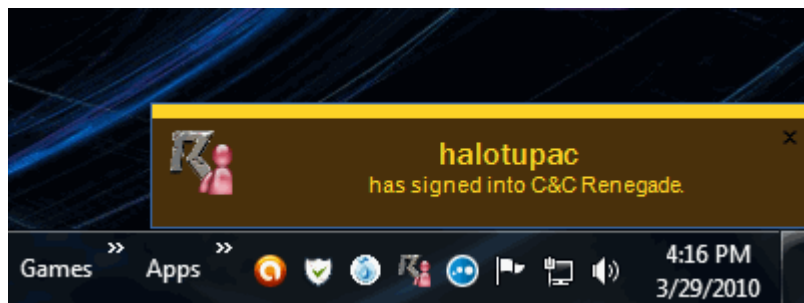 halotupac
has signed into C&C Renegade.
Games
Apps
4:16 PM
3/29/2010